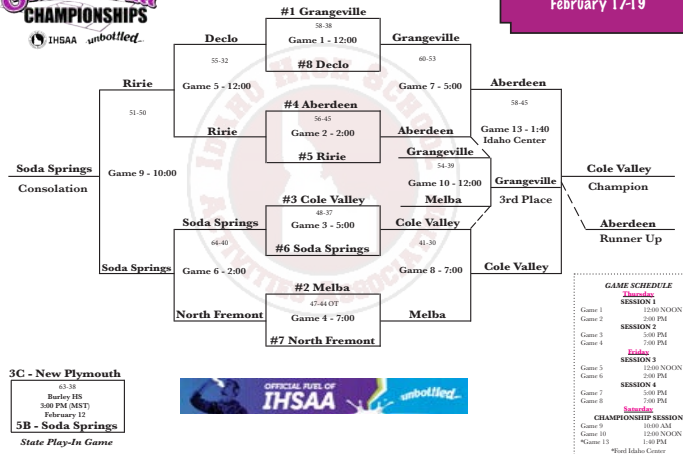 CHAMPIONSHIPS
IHSAA unbottled
February 17-19
#1 Grangeville
58-38
Game 1 - 12:00
#8 Declo
Declo
55-32
Game 5 - 12:00
Ririe
Grangeville
60-53
Game 7 - 5:00
Aberdeen
#4 Aberdeen
56-45
Game 2 - 2:00
#5 Ririe
Ririe
51-50
Game 9 - 10:00
Soda Springs
Consolation
Soda Springs
Aberdeen
58-45
Game 13 - 1:40
Idaho Center
Cole Valley
Grangeville
54-39
Game 10 - 12:00
Melba
Grangeville
3rd Place
Cole Valley
Champion
Aberdeen
Runner Up
#3 Cole Valley
48-37
Game 3 - 5:00
#6 Soda Springs
Soda Springs
64-40
Game 6 - 2:00
North Fremont
Cole Valley
41-30
Game 8 - 7:00
Melba
#2 Melba
47-44 OT
Game 4 - 7:00
#7 North Fremont
IDAHO HIGH SCHOOL
ACTIVITIES ASSOCIATION
3C - New Plymouth
63-38
Burley HS
3:00 PM (MST)
February 12
5B - Soda Springs
State Play-In Game
OFFICIAL FUEL OF
IHSAA
unbottled
GAME SCHEDULE
Thursday
SESSION 1
Game 1 12:00 NOON
Game 2 2:00 PM
SESSION 2
Game 3 5:00 PM
Game 4 7:00 PM
Friday
SESSION 3
Game 5 12:00 NOON
Game 6 2:00 PM
SESSION 4
Game 7 5:00 PM
Game 8 7:00 PM
Saturday
CHAMPIONSHIP SESSION
Game 9 10:00 AM
Game 10 12:00 NOON
*Game 13 1:40 PM
*Ford Idaho Center